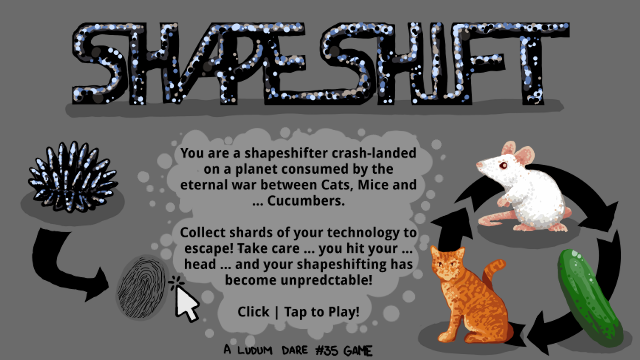 SHAPESHIFT
You are a shapeshifter crash-landed
on a planet consumed by the
eternal war between Cats, Mice and
... Cucumbers.
Collect shards of your technology to
escape! Take care ... you hit your ...
head ... and your shapeshifting has
become unpredctable!
Click | Tap to Play!
A LUDUM DARE #35 GAME